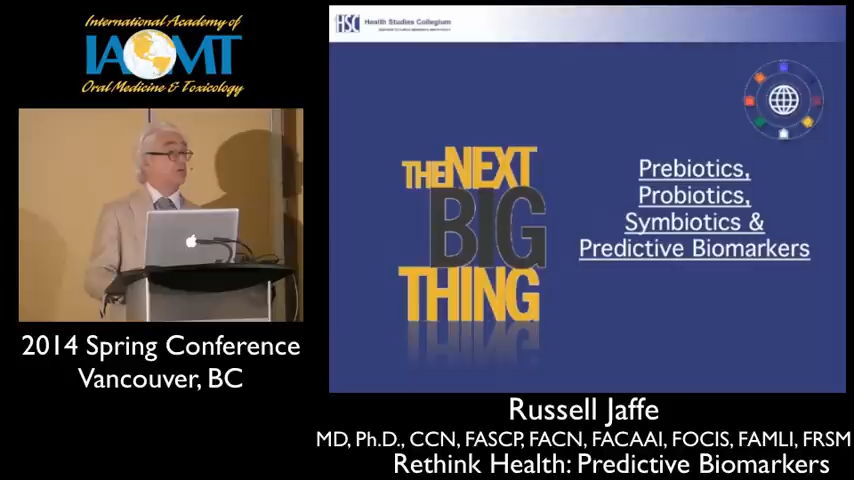 International Academy of
IAOMT
Oral Medicine & Toxicology
2014 Spring Conference
Vancouver, BC
HSC Health Studies Collegium
THE NEXT
BIG
THING
Prebiotics,
Probiotics,
Symbiotics &
Predictive Biomarkers
Russell Jaffe
MD, Ph.D., CCN, FASCP, FACN, FACAAI, FOCIS, FAMLI, FRSM
Rethink Health: Predictive Biomarkers